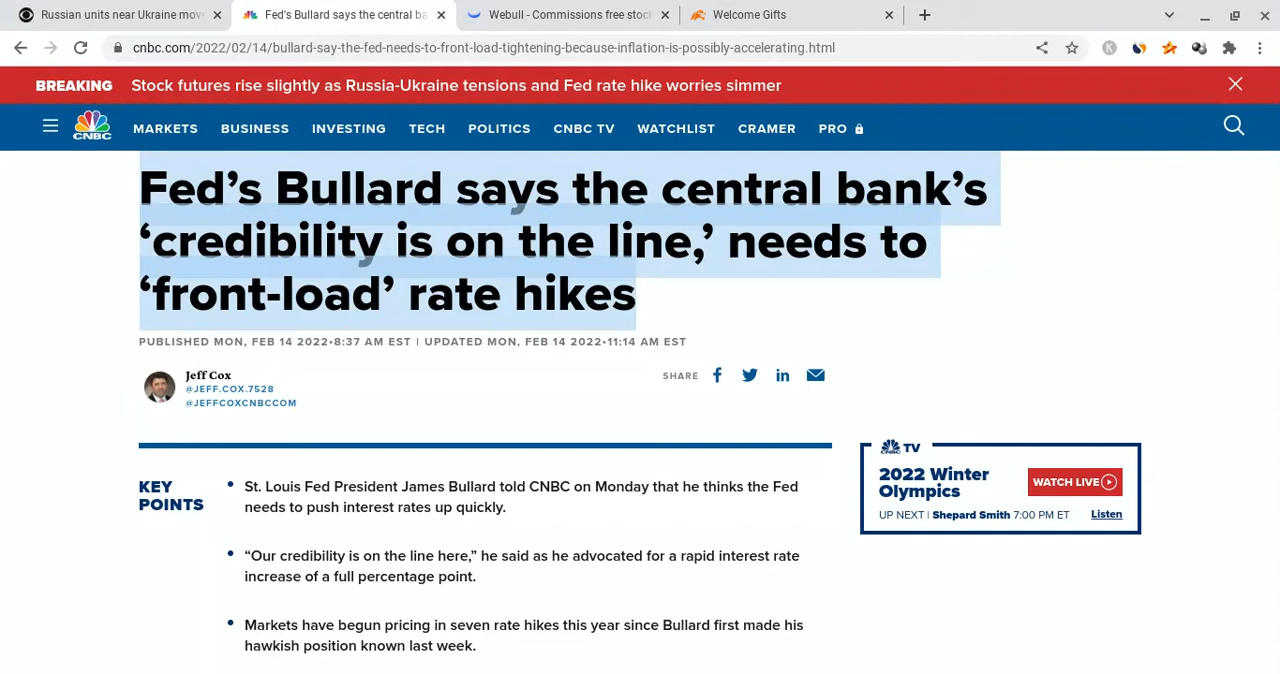 Russian units near Ukraine mov
Fed's Bullard says the central ba
Webull - Commissions free stoc
Welcome Gifts
cnbc.com/2022/02/14/bullard-say-the-fed-needs-to-front-load-tightening-because-inflation-is-possibly-accelerating.html
K
BREAKING Stock futures rise slightly as Russia-Ukraine tensions and Fed rate hike worries simmer
CNBC
MARKETS BUSINESS INVESTING TECH POLITICS CNBC TV WATCHLIST CRAMER PRO
Fed’s Bullard says the central bank’s
‘credibility is on the line,’ needs to
‘front-load’ rate hikes
PUBLISHED MON, FEB 14 2022•8:37 AM EST | UPDATED MON, FEB 14 2022•11:14 AM EST
Jeff Cox
@JEFF.COX.7528
@JEFFCOXCNBCCOM
SHARE
KEY
POINTS
• St. Louis Fed President James Bullard told CNBC on Monday that he thinks the Fed
needs to push interest rates up quickly.
• “Our credibility is on the line here,” he said as he advocated for a rapid interest rate
increase of a full percentage point.
• Markets have begun pricing in seven rate hikes this year since Bullard first made his
hawkish position known last week.
CNBC TV
2022 Winter
Olympics
WATCH LIVE
UP NEXT | Shepard Smith 7:00 PM ET
Listen